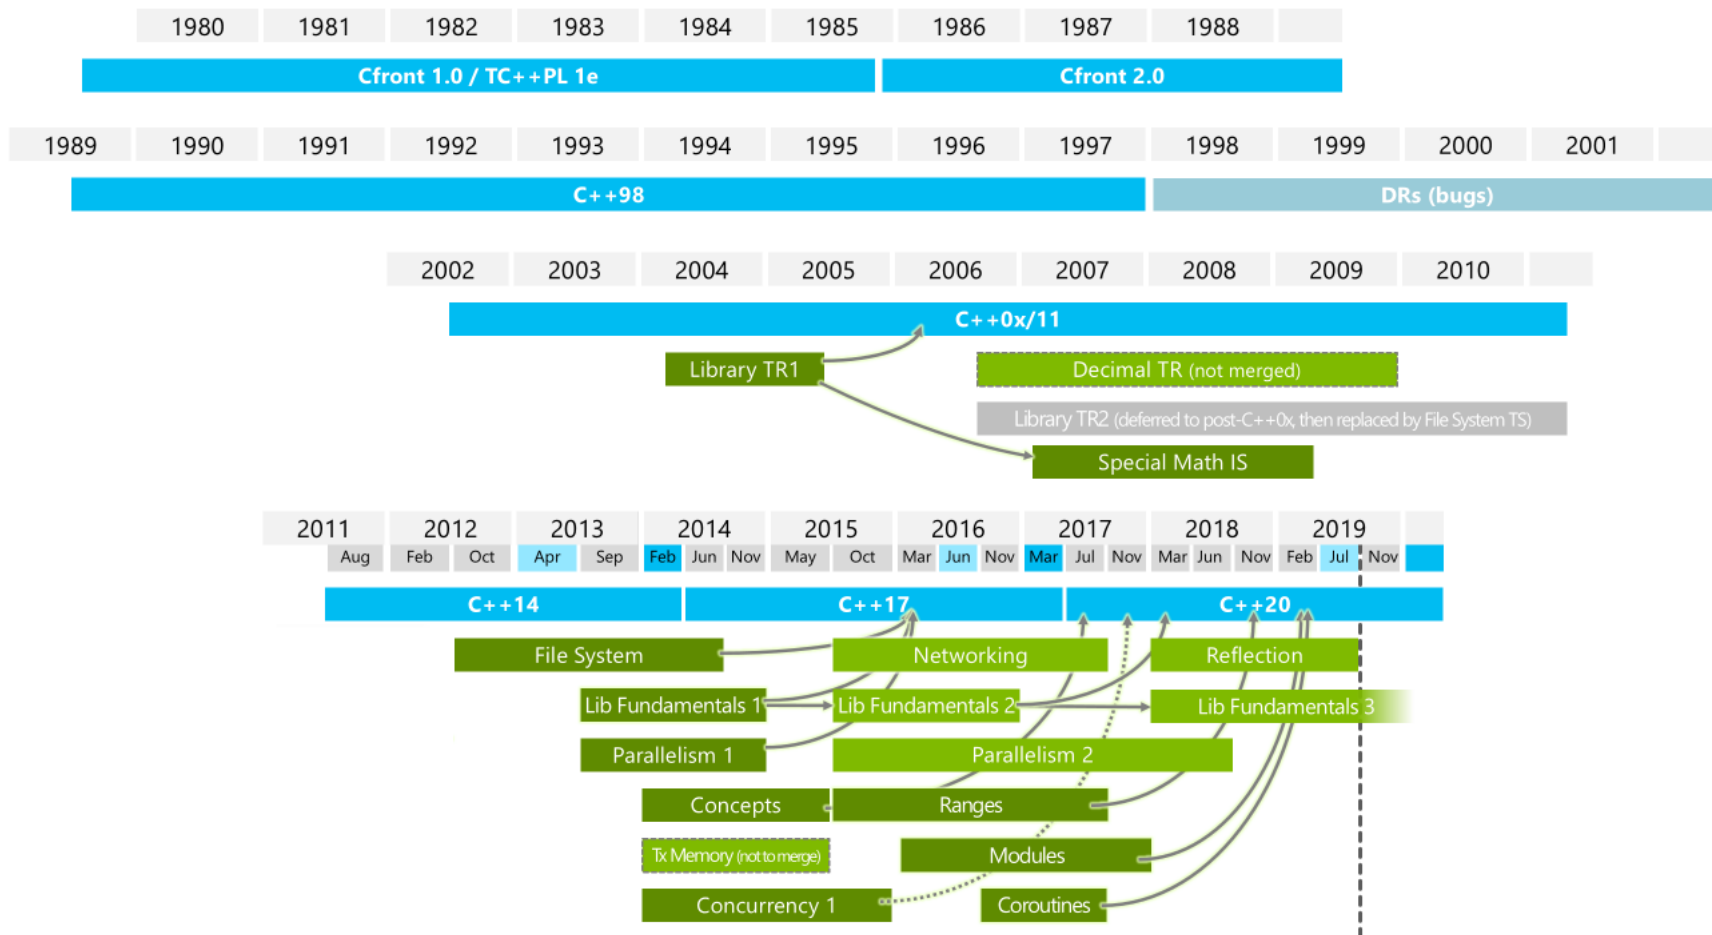 1980 1981 1982 1983 1984 1985 1986 1987 1988
Cfront 1.0 / TC++PL 1e Cfront 2.0
1989 1990 1991 1992 1993 1994 1995 1996 1997 1998 1999 2000 2001
C++98 DRs (bugs)
2002 2003 2004 2005 2006 2007 2008 2009 2010
C++0x/11
Library TR1 Decimal TR (not merged)
Library TR2 (deferred to post-C++0x, then replaced by File System TS)
Special Math IS
2011 2012 2013 2014 2015 2016 2017 2018 2019
Aug Feb Oct Apr Sep Feb Jun Nov May Oct Mar Jun Nov Mar Jul Nov Mar Jun Nov Feb Jul Nov
C++14 C++17 C++20
File System Networking Reflection
Lib Fundamentals 1 Lib Fundamentals 2 Lib Fundamentals 3
Parallelism 1 Parallelism 2
Concepts Ranges
Tx Memory (not to merge) Modules
Concurrency 1 Coroutines